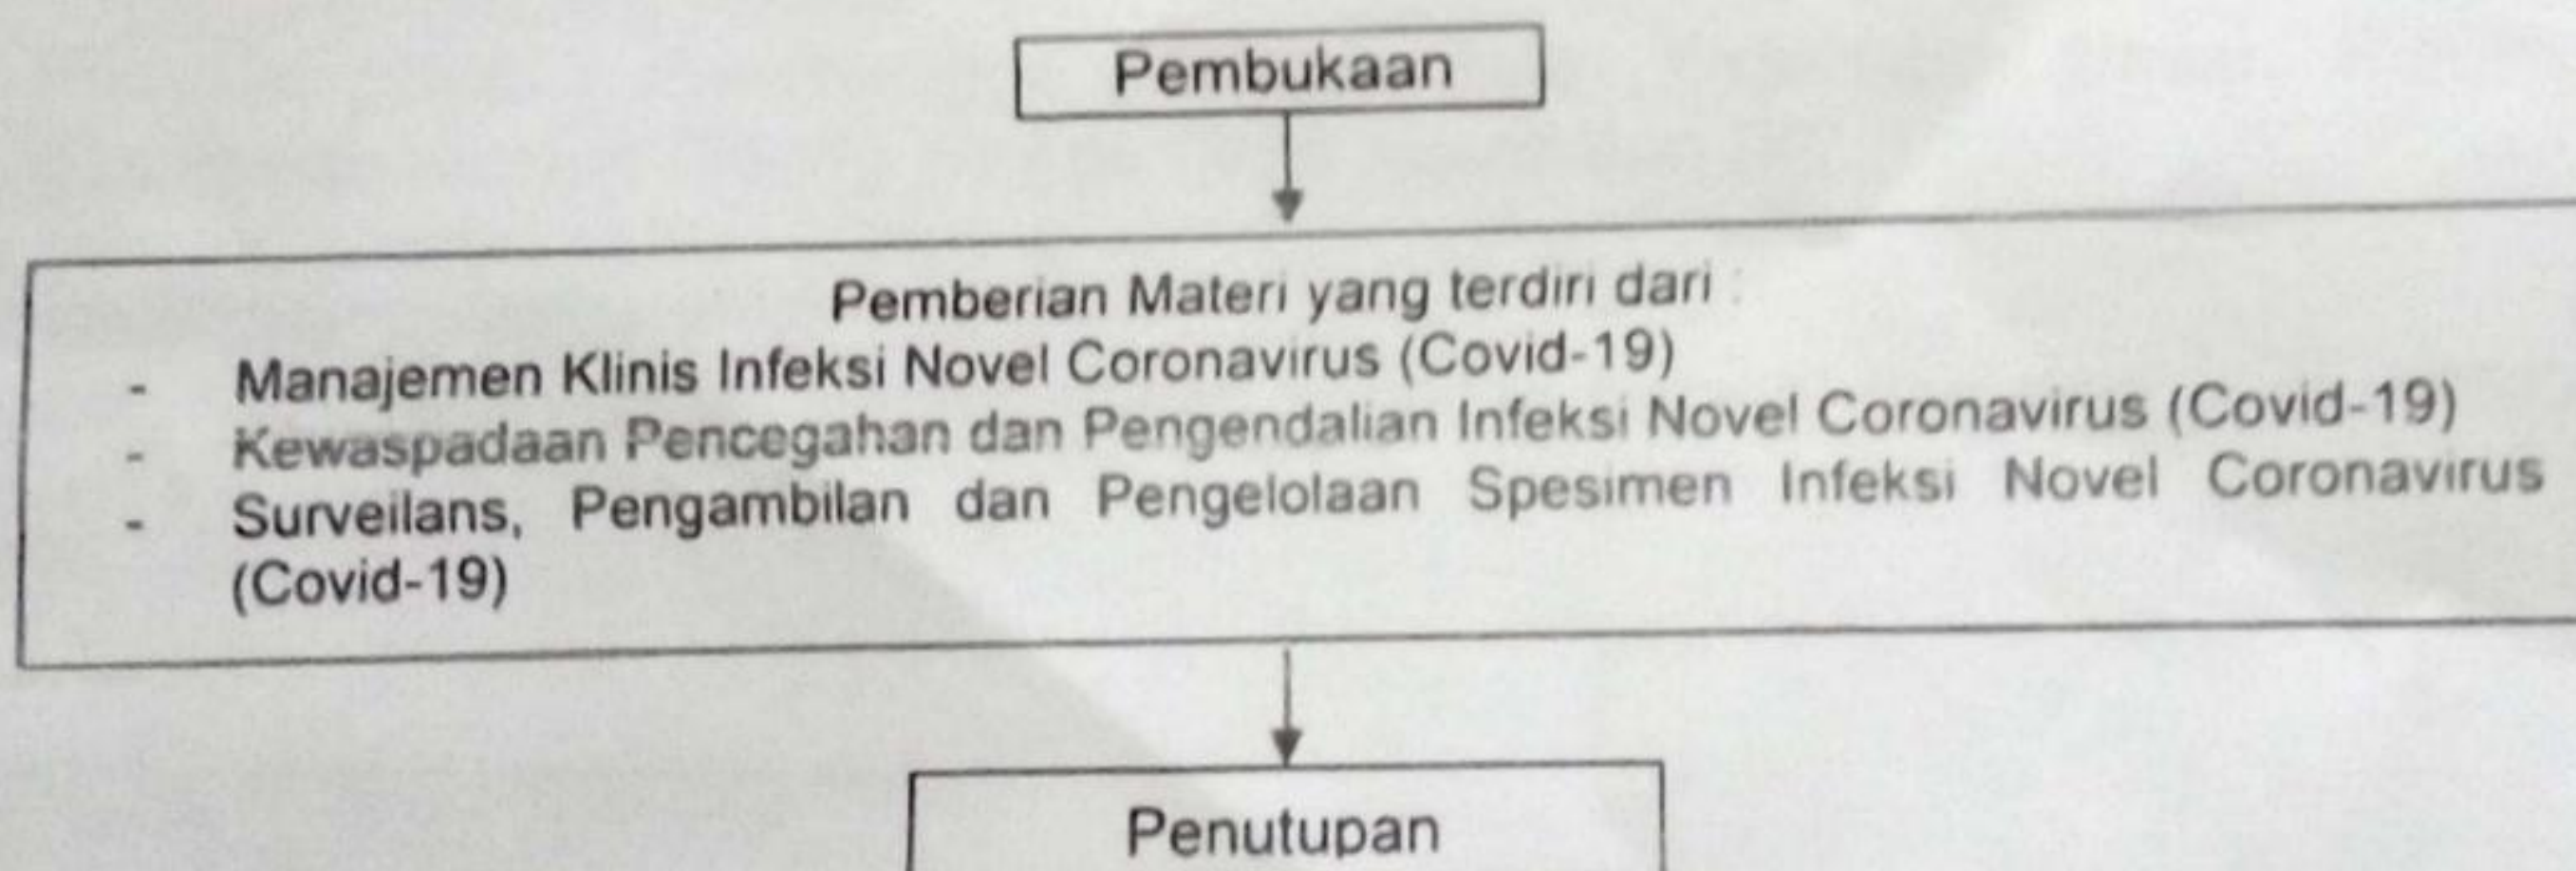 Pembukaan
Pemberian Materi yang terdiri dari :
- Manajemen Klinis Infeksi Novel Coronavirus (Covid-19)
- Kewaspadaan Pencegahan dan Pengendalian Infeksi Novel Coronavirus (Covid-19)
- Surveilans, Pengambilan dan Pengelolaan Spesimen Infeksi Novel Coronavirus
(Covid-19)
Penutupan